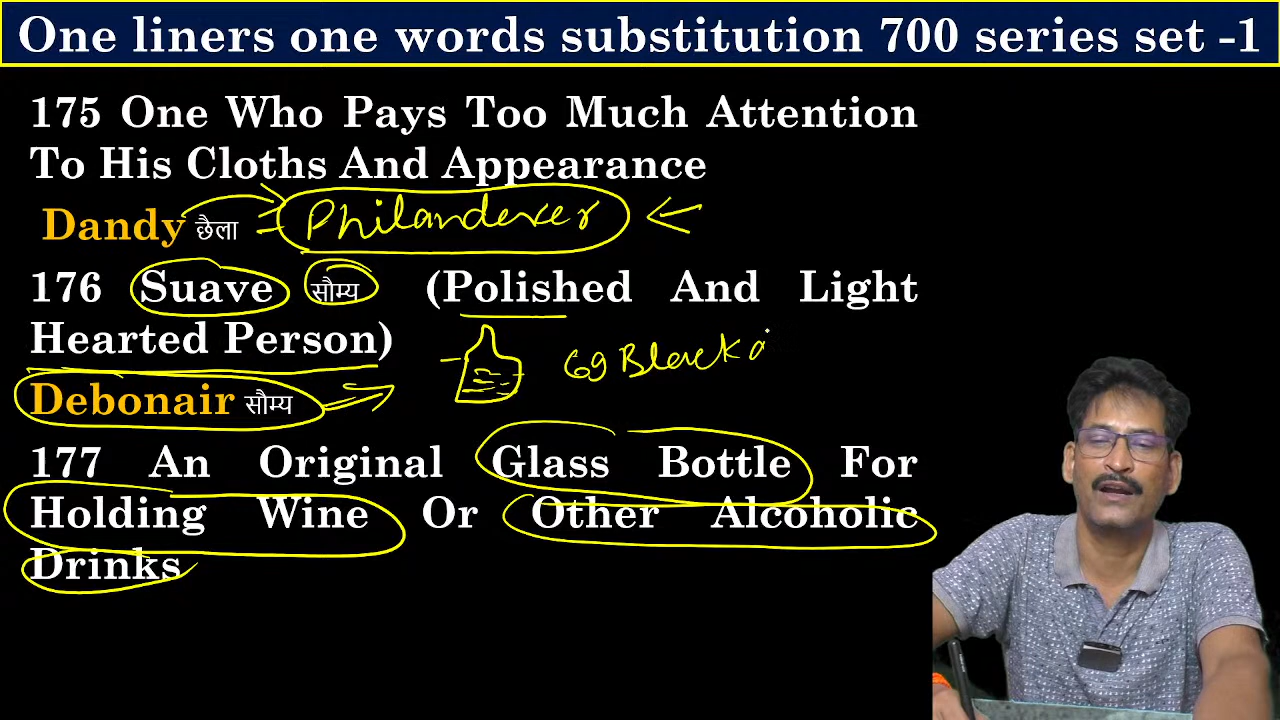 One liners one words substitution 700 series set -1
175 One Who Pays Too Much Attention
To His Cloths And Appearance
Dandy छैला = Philanderer
176 Suave सौम्य (Polished And Light
Hearted Person)
69 Black
Debonair सौम्य
177 An Original Glass Bottle For
Holding Wine Or Other Alcoholic
Drinks